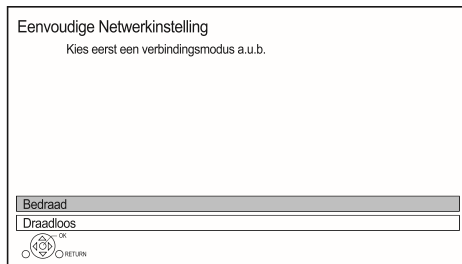 Eenvoudige Netwerkinstelling
Kies eerst een verbindingsmodus a.u.b.
Bedraad
Draadloos
OK
RETURN